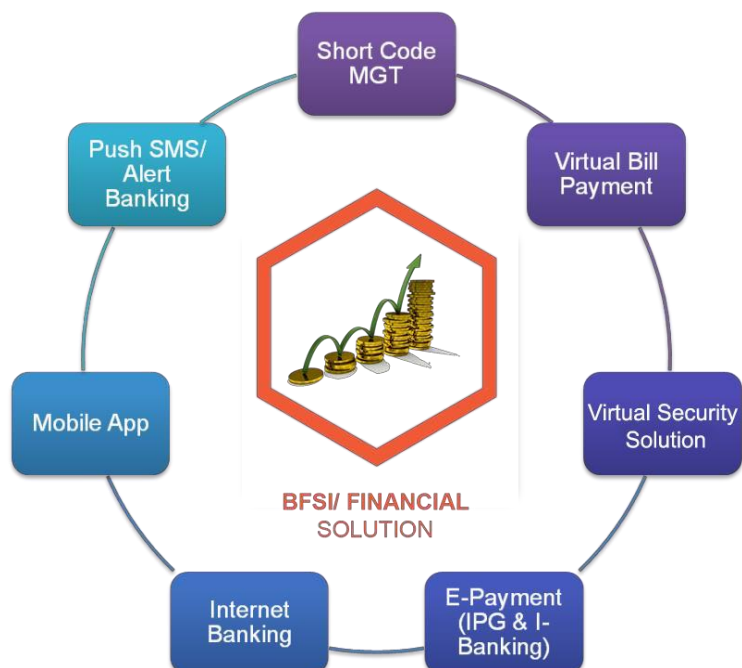 Short Code
MGT
Virtual Bill
Payment
Virtual Security
Solution
E-Payment
(IPG & I-
Banking)
Internet
Banking
Mobile App
Push SMS/
Alert
Banking
BFSI/ FINANCIAL
SOLUTION